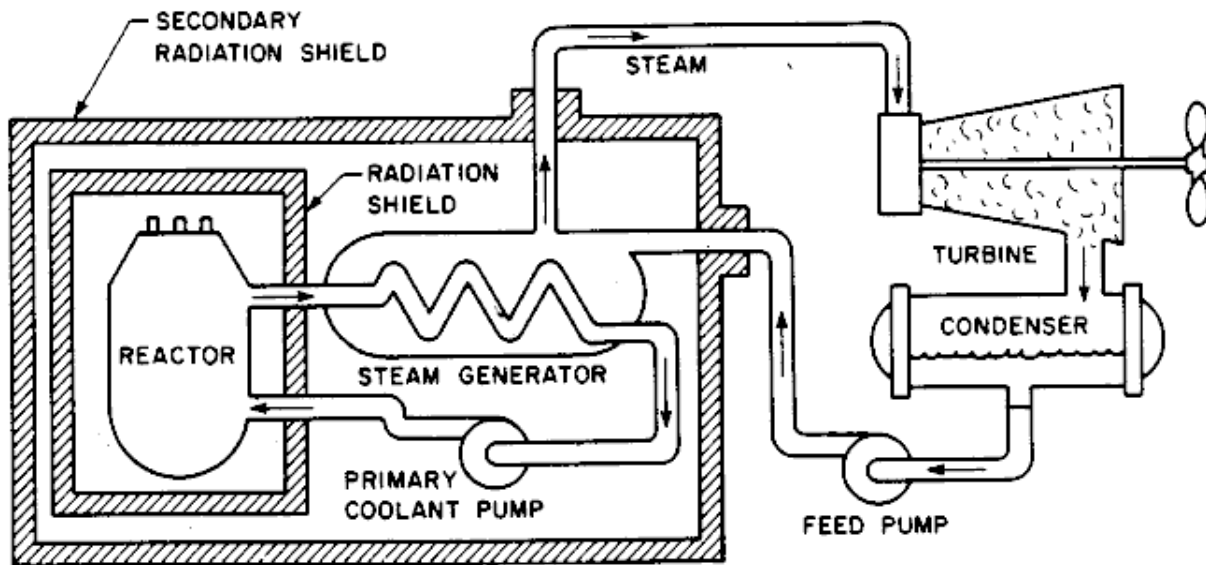 SECONDARY
RADIATION SHIELD
STEAM
RADIATION
SHIELD
TURBINE
CONDENSER
REACTOR
STEAM GENERATOR
PRIMARY
COOLANT PUMP
FEED PUMP